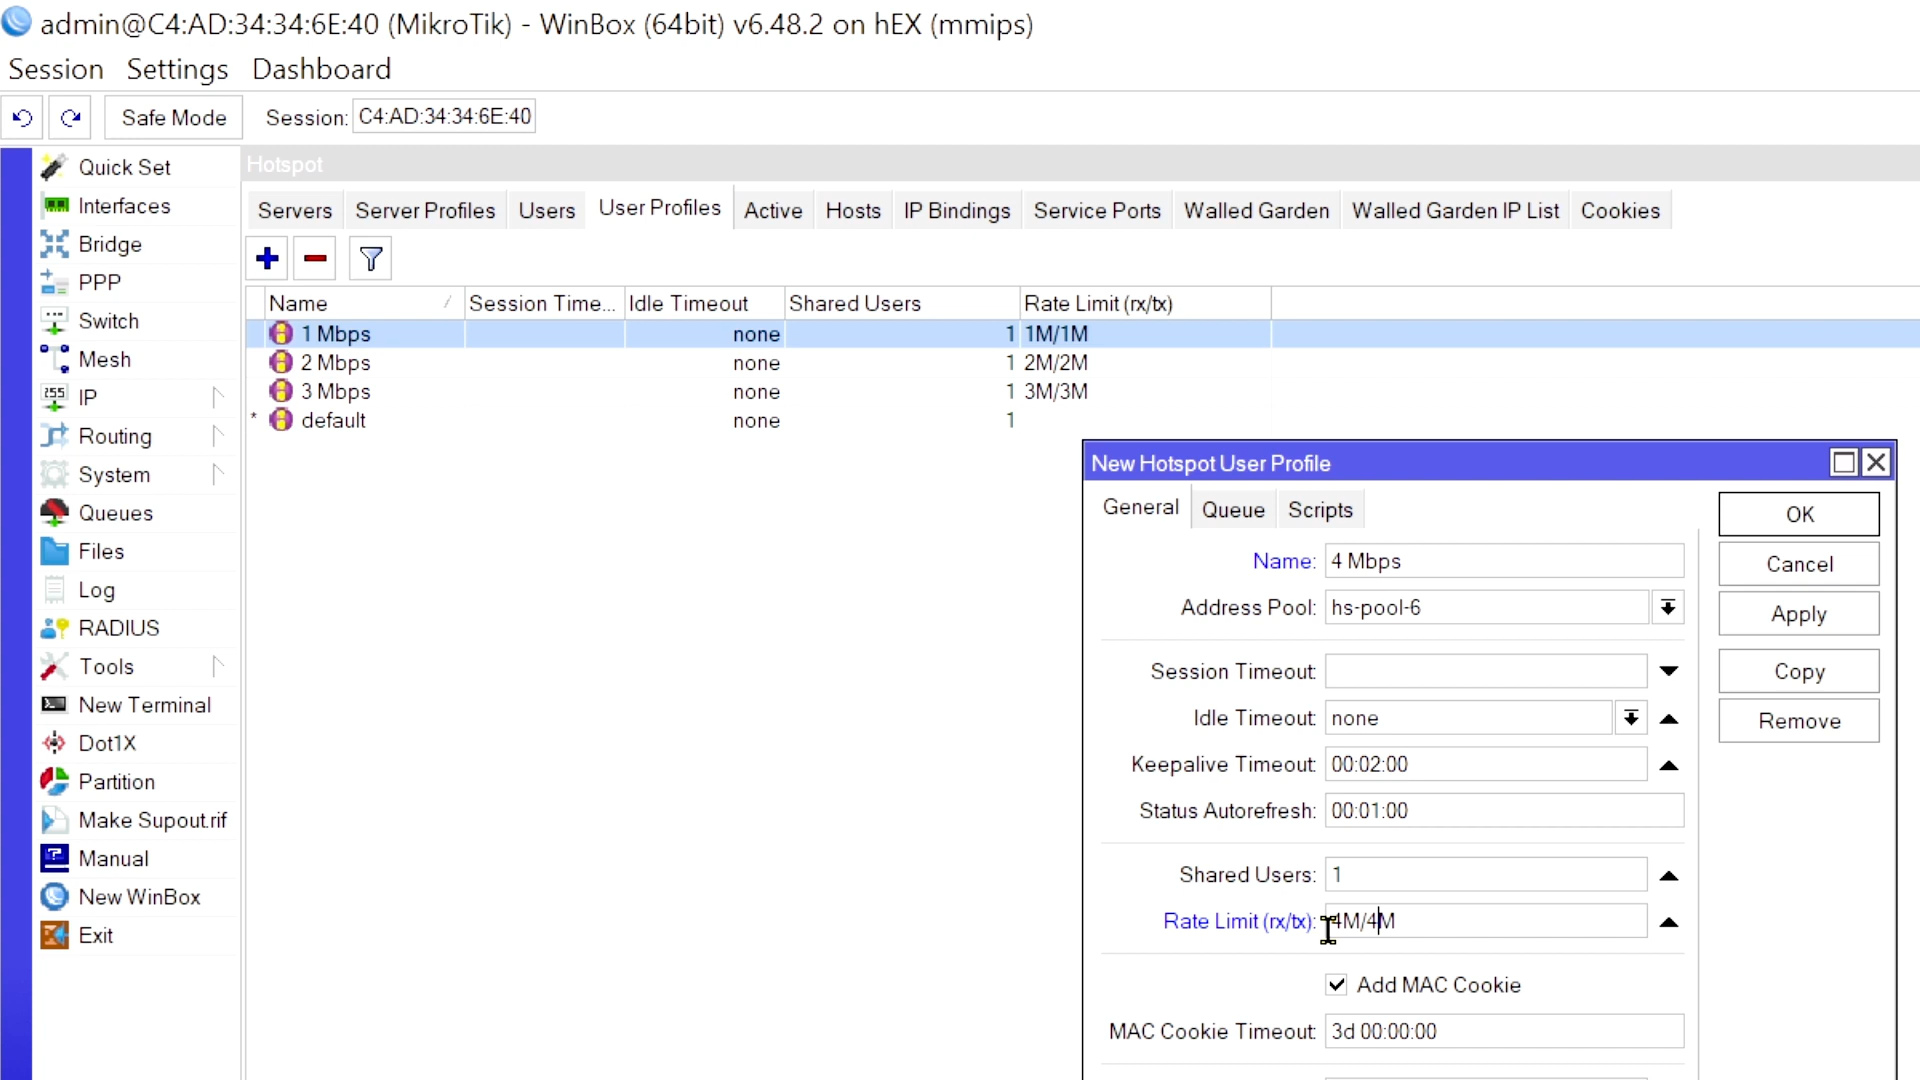 admin@C4:AD:34:34:6E:40 (MikroTik) - WinBox (64bit) v6.48.2 on hEX (mmips)
Session Settings Dashboard
Safe Mode Session: C4:AD:34:34:6E:40
Quick Set
Interfaces
Bridge
PPP
Switch
Mesh
IP
Routing
System
Queues
Files
Log
RADIUS
Tools
New Terminal
Dot1X
Partition
Make Supout.rif
Manual
New WinBox
Exit
Hotspot
Servers Server Profiles Users User Profiles Active Hosts IP Bindings Service Ports Walled Garden Walled Garden IP List Cookies
Name / Session Time... Idle Timeout Shared Users Rate Limit (rx/tx)
1 Mbps none 1 1M/1M
2 Mbps none 1 2M/2M
3 Mbps none 1 3M/3M
* default none 1
New Hotspot User Profile
General Queue Scripts
Name: 4 Mbps
Address Pool: hs-pool-6
Session Timeout:
Idle Timeout: none
Keepalive Timeout: 00:02:00
Status Autorefresh: 00:01:00
Shared Users: 1
Rate Limit (rx/tx): 4M/4M
Add MAC Cookie
MAC Cookie Timeout: 3d 00:00:00
OK
Cancel
Apply
Copy
Remove